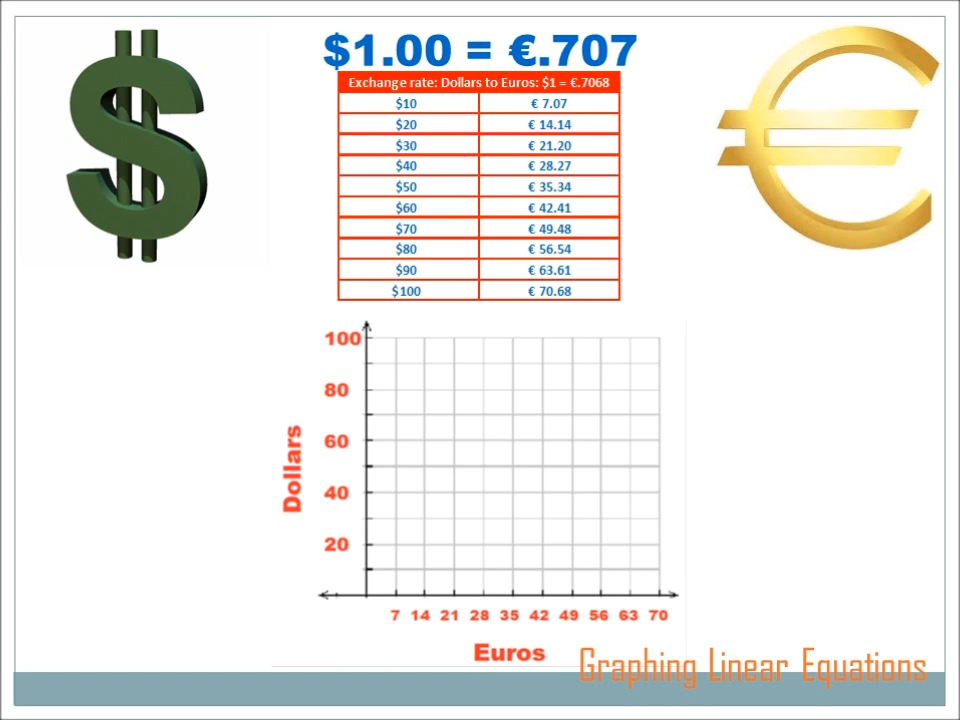 $1.00 = €.707
Exchange rate: Dollars to Euros: $1 = €.7068
$10 € 7.07
$20 € 14.14
$30 € 21.20
$40 € 28.27
$50 € 35.34
$60 € 42.41
$70 € 49.48
$80 € 56.54
$90 € 63.61
$100 € 70.68
100
80
60
40
20
Dollars
7 14 21 28 35 42 49 56 63 70
Euros
Graphing Linear Equations